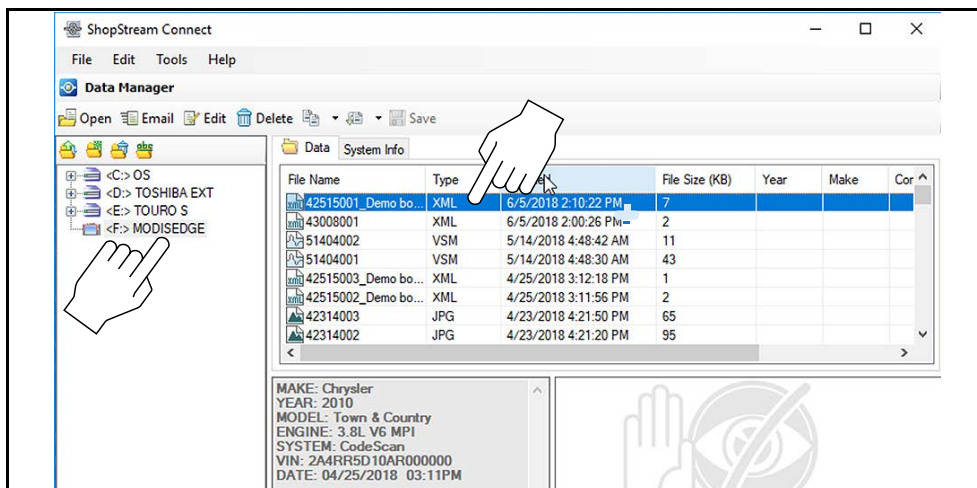 ShopStream Connect
File Edit Tools Help
Data Manager
Open Email Edit Delete Save
Data System Info
<C:> OS
<D:> TOSHIBA EXT
<E:> TOURO S
<F:> MODISEDGE
File Name Type File Size (KB) Year Make Cor
42515001_Demo bo... XML 6/5/2018 2:10:22 PM 7
43008001 XML 6/5/2018 2:00:26 PM 2
51404002 VSM 5/14/2018 4:48:42 AM 11
51404001 VSM 5/14/2018 4:48:30 AM 43
42515003_Demo bo... XML 4/25/2018 3:12:18 PM 1
42515002_Demo bo... XML 4/25/2018 3:11:56 PM 2
42314003 JPG 4/23/2018 4:21:50 PM 65
42314002 JPG 4/23/2018 4:21:20 PM 95
MAKE: Chrysler
YEAR: 2010
MODEL: Town & Country
ENGINE: 3.8L V6 MPI
SYSTEM: CodeScan
VIN: 2A4RR5D10AR000000
DATE: 04/25/2018 03:11PM